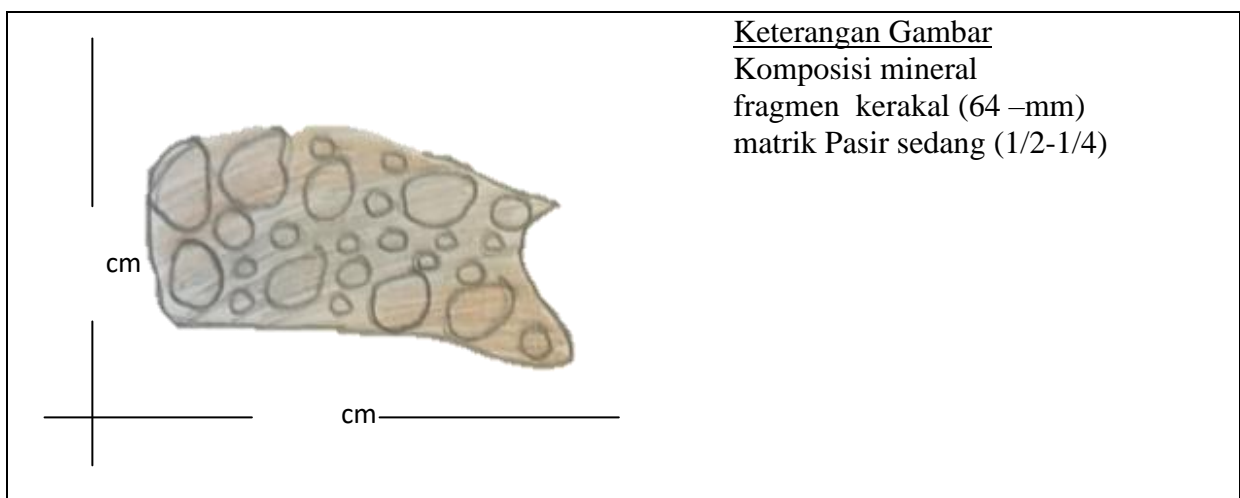 Keterangan Gambar
Komposisi mineral
fragmen kerakal (64 –mm)
matrik Pasir sedang (1/2-1/4)
cm
cm